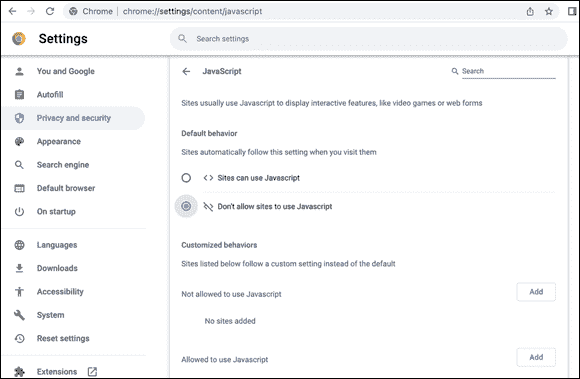 Chrome | chrome://settings/content/javascript
Settings
Search settings
You and Google
Autofill
Privacy and security
Appearance
Search engine
Default browser
On startup
Languages
Downloads
Accessibility
System
Reset settings
Extensions
JavaScript
Search
Sites usually use Javascript to display interactive features, like video games or web forms
Default behavior
Sites automatically follow this setting when you visit them
Sites can use Javascript
Don't allow sites to use Javascript
Customized behaviors
Sites listed below follow a custom setting instead of the default
Not allowed to use Javascript Add
No sites added
Allowed to use Javascript Add